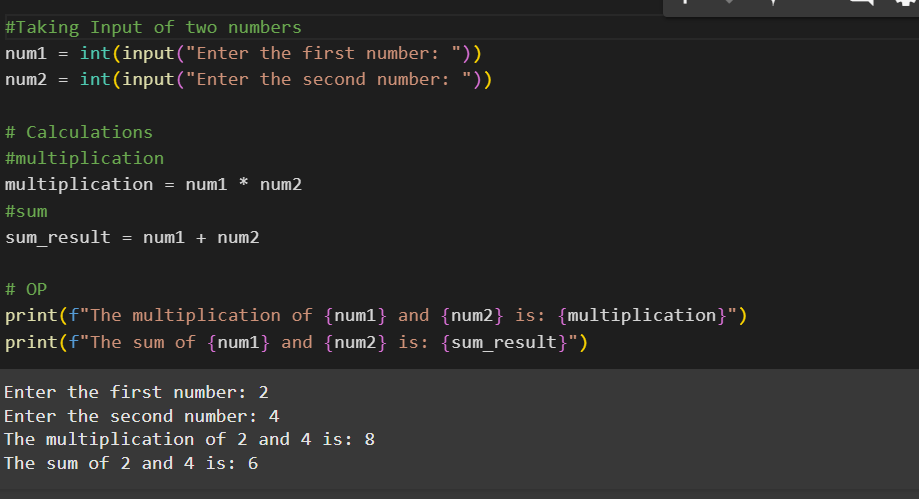 #Taking Input of two numbers
num1 = int(input("Enter the first number: "))
num2 = int(input("Enter the second number: "))
# Calculations
#multiplication
multiplication = num1 * num2
#sum
sum_result = num1 + num2
# OP
print(f"The multiplication of {num1} and {num2} is: {multiplication}")
print(f"The sum of {num1} and {num2} is: {sum_result}")
Enter the first number: 2
Enter the second number: 4
The multiplication of 2 and 4 is: 8
The sum of 2 and 4 is: 6